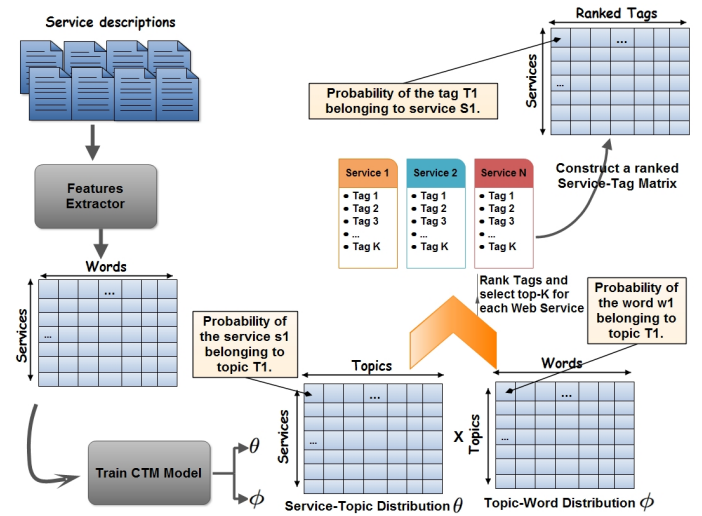 Service descriptions
Features
Extractor
Words
Services
...
...
Train CTM Model
θ
ϕ
Probability of
the service s1
belonging to
topic T1.
Topics
Services
...
...
Service-Topic Distribution θ
X
Words
Topics
...
...
Topic-Word Distribution ϕ
Probability of
the word w1
belonging to
topic T1.
Rank Tags and
select top-K for
each Web Service
Service 1
• Tag 1
• Tag 2
• Tag 3
• ...
• Tag K
Service 2
• Tag 1
• Tag 2
• Tag 3
• ...
• Tag K
Service N
• Tag 1
• Tag 2
• Tag 3
• ...
• Tag K
Construct a ranked
Service-Tag Matrix
Probability of the tag T1
belonging to service S1.
Ranked Tags
Services
...
...